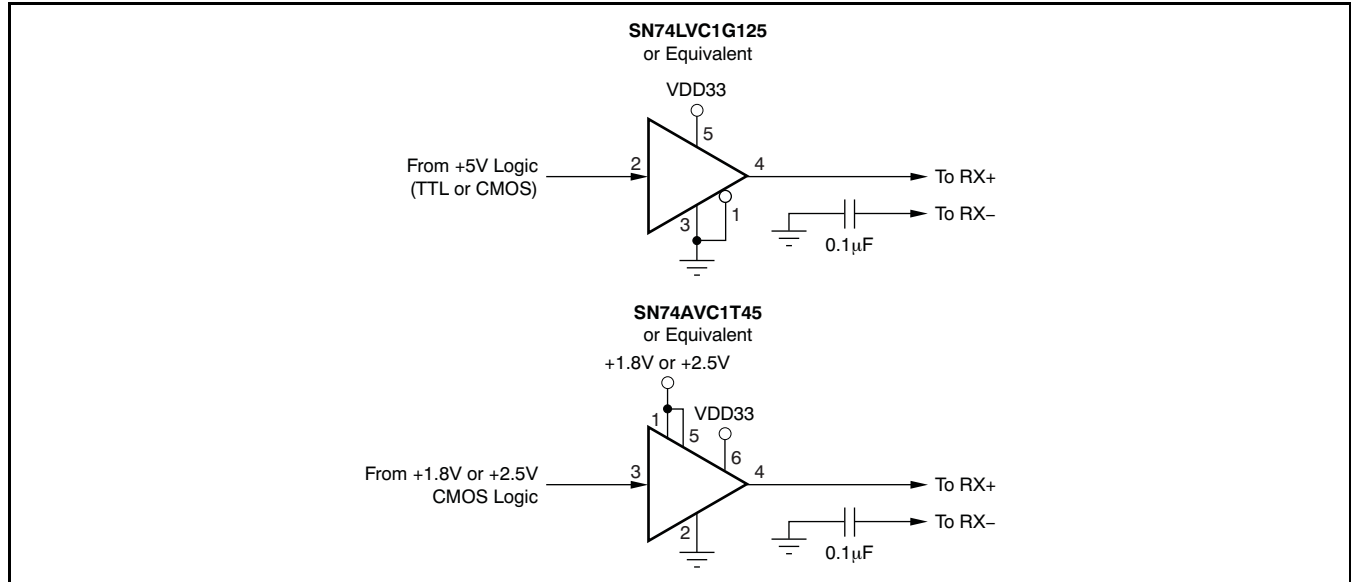 SN74LVC1G125
or Equivalent
VDD33
5
From +5V Logic
(TTL or CMOS)
2
4
To RX+
3
1
To RX–
0.1μF
SN74AVC1T45
or Equivalent
+1.8V or +2.5V
1
5
VDD33
6
From +1.8V or +2.5V
CMOS Logic
3
4
To RX+
2
To RX–
0.1μF